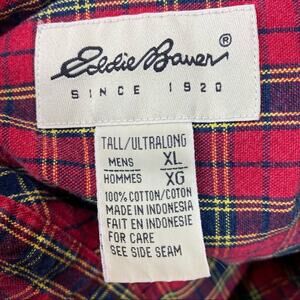 Eddie Bauer®
SINCE 1920
TALL/ULTRALONG
MENS XL
HOMMES XG
100% COTTON/COTON
MADE IN INDONESIA
FAIT EN INDONESIE
FOR CARE
SEE SIDE SEAM